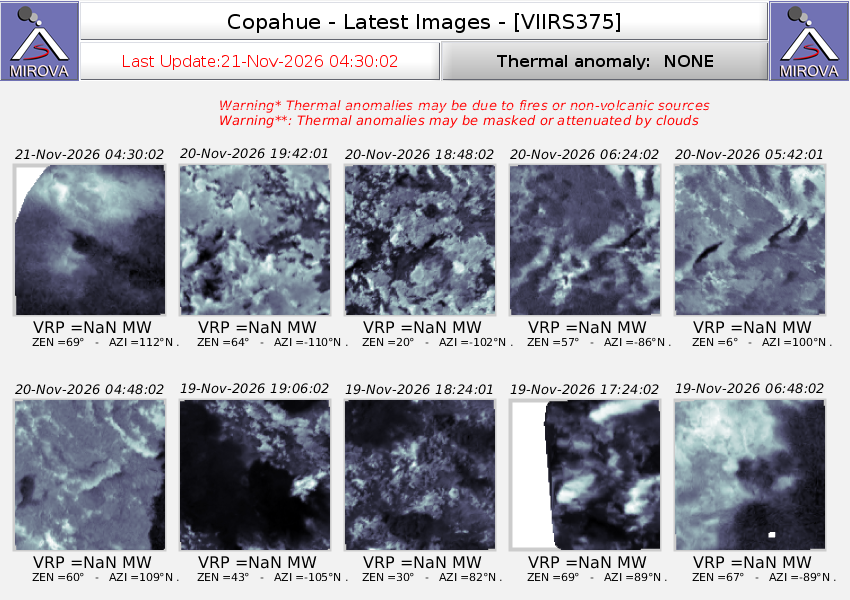 Copahue - Latest Images - [VIIRS375]
MIROVA
Last Update:21-Nov-2026 04:30:02
Thermal anomaly: NONE
MIROVA
Warning* Thermal anomalies may be due to fires or non-volcanic sources
Warning**: Thermal anomalies may be masked or attenuated by clouds
21-Nov-2026 04:30:02 20-Nov-2026 19:42:01 20-Nov-2026 18:48:02 20-Nov-2026 06:24:02 20-Nov-2026 05:42:01
VRP =NaN MW VRP =NaN MW VRP =NaN MW VRP =NaN MW VRP =NaN MW
ZEN =69° - AZI =112°N . ZEN =64° - AZI =-110°N . ZEN =20° - AZI =-102°N . ZEN =57° - AZI =-86°N . ZEN =6° - AZI =100°N .
20-Nov-2026 04:48:02 19-Nov-2026 19:06:02 19-Nov-2026 18:24:01 19-Nov-2026 17:24:02 19-Nov-2026 06:48:02
VRP =NaN MW VRP =NaN MW VRP =NaN MW VRP =NaN MW VRP =NaN MW
ZEN =60° - AZI =109°N . ZEN =43° - AZI =-105°N . ZEN =30° - AZI =82°N . ZEN =69° - AZI =89°N . ZEN =67° - AZI =-89°N .